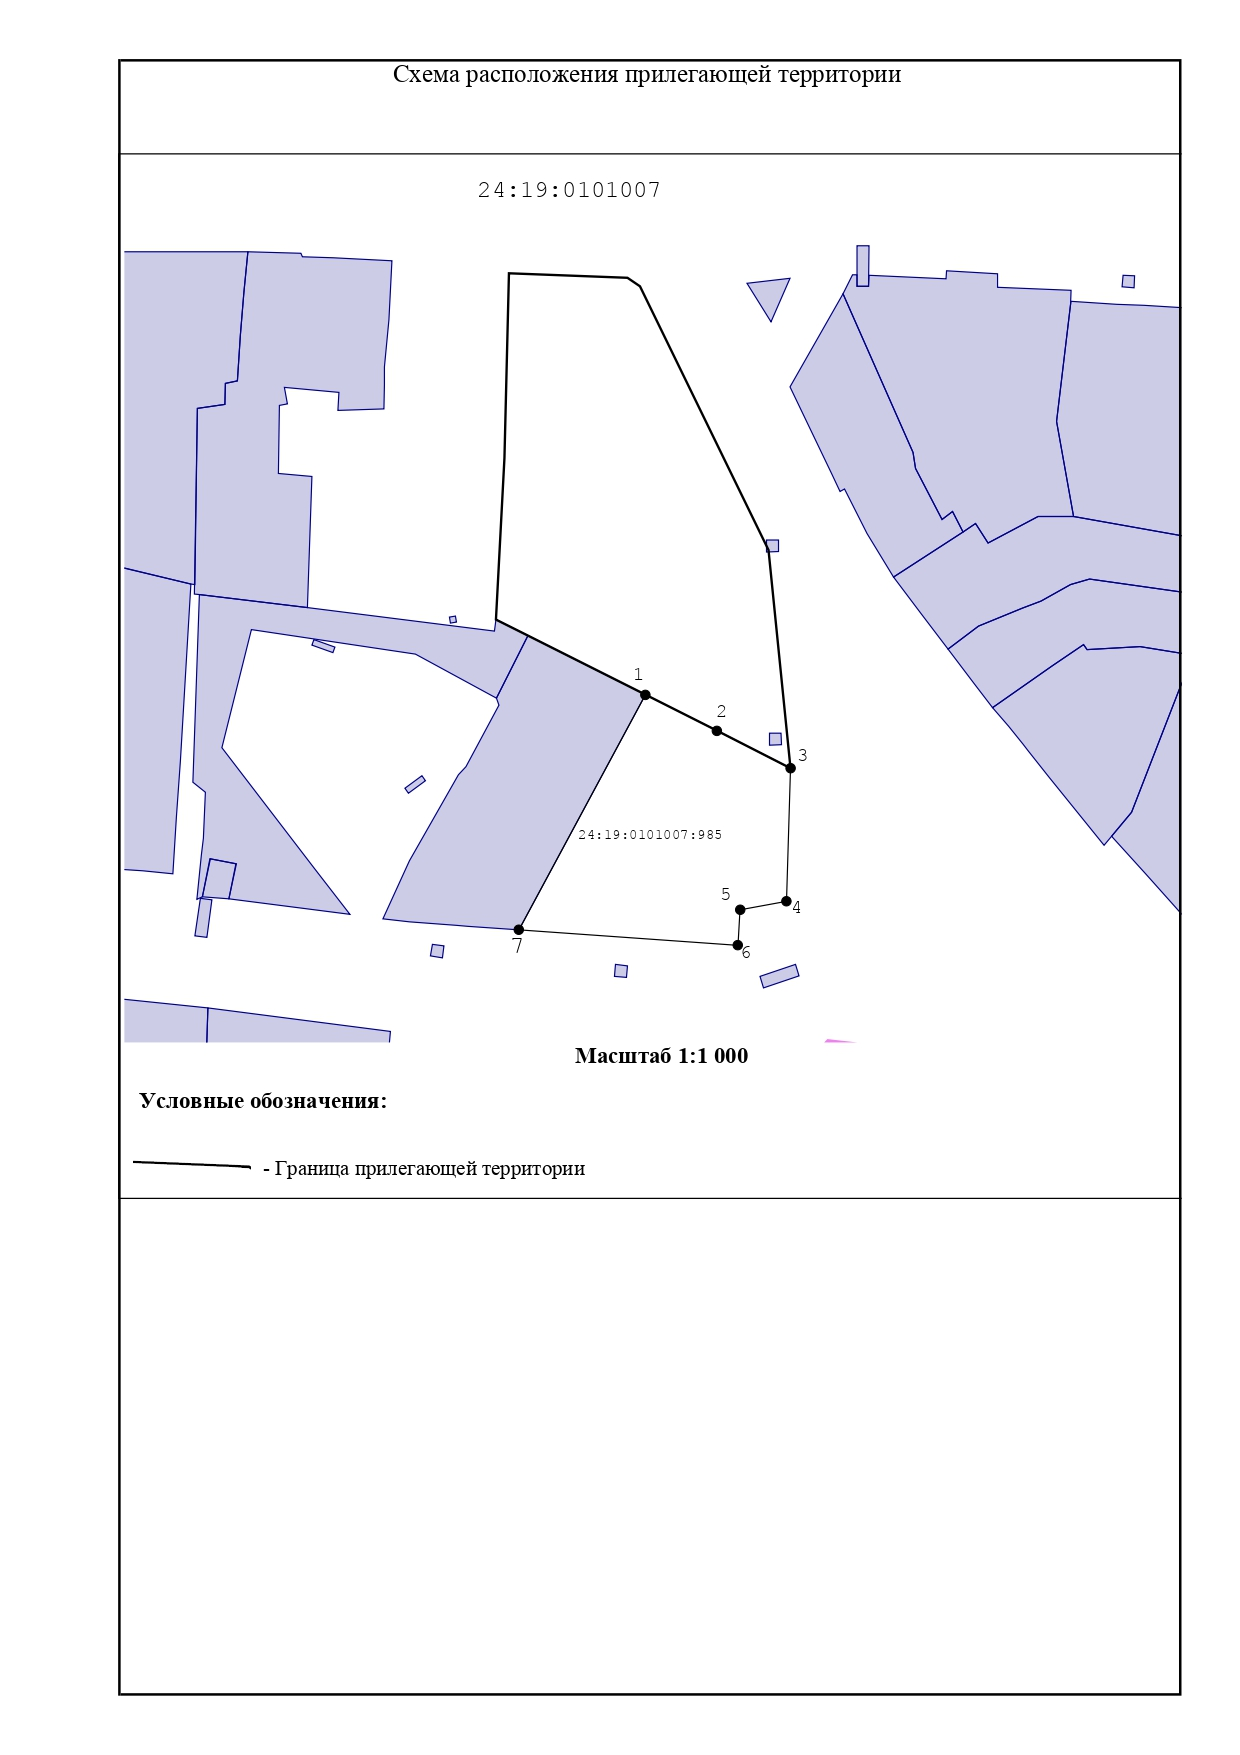 Схема расположения прилегающей территории
24:19:0101007
1
2
3
24:19:0101007:985
5
4
7
6
Масштаб 1:1 000
Условные обозначения:
- Граница прилегающей территории